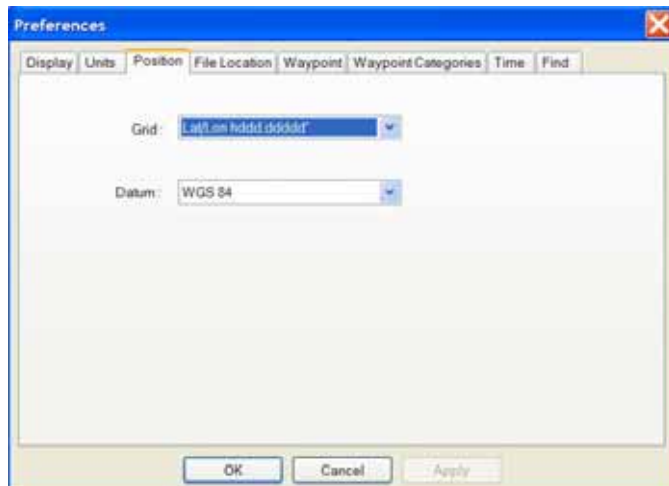 Preferences
Display Units Position File Location Waypoint Waypoint Categories Time Find
Grid: Lat/Lon hddd.ddddd°
Datum: WGS 84
OK Cancel Apply